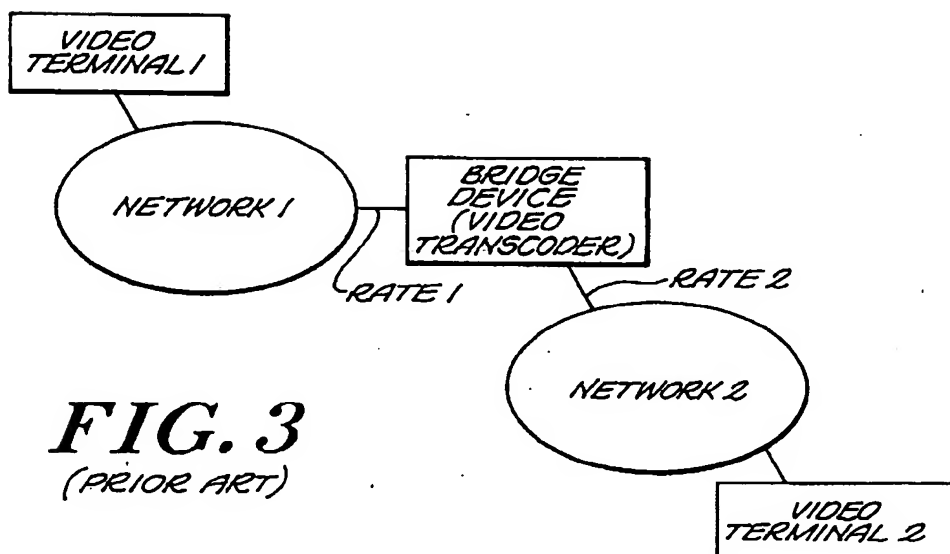 VIDEO
TERMINAL 1
NETWORK 1
BRIDGE
DEVICE
(VIDEO
TRANSCODER)
RATE 1
RATE 2
NETWORK 2
FIG. 3
(PRIOR ART)
VIDEO
TERMINAL 2